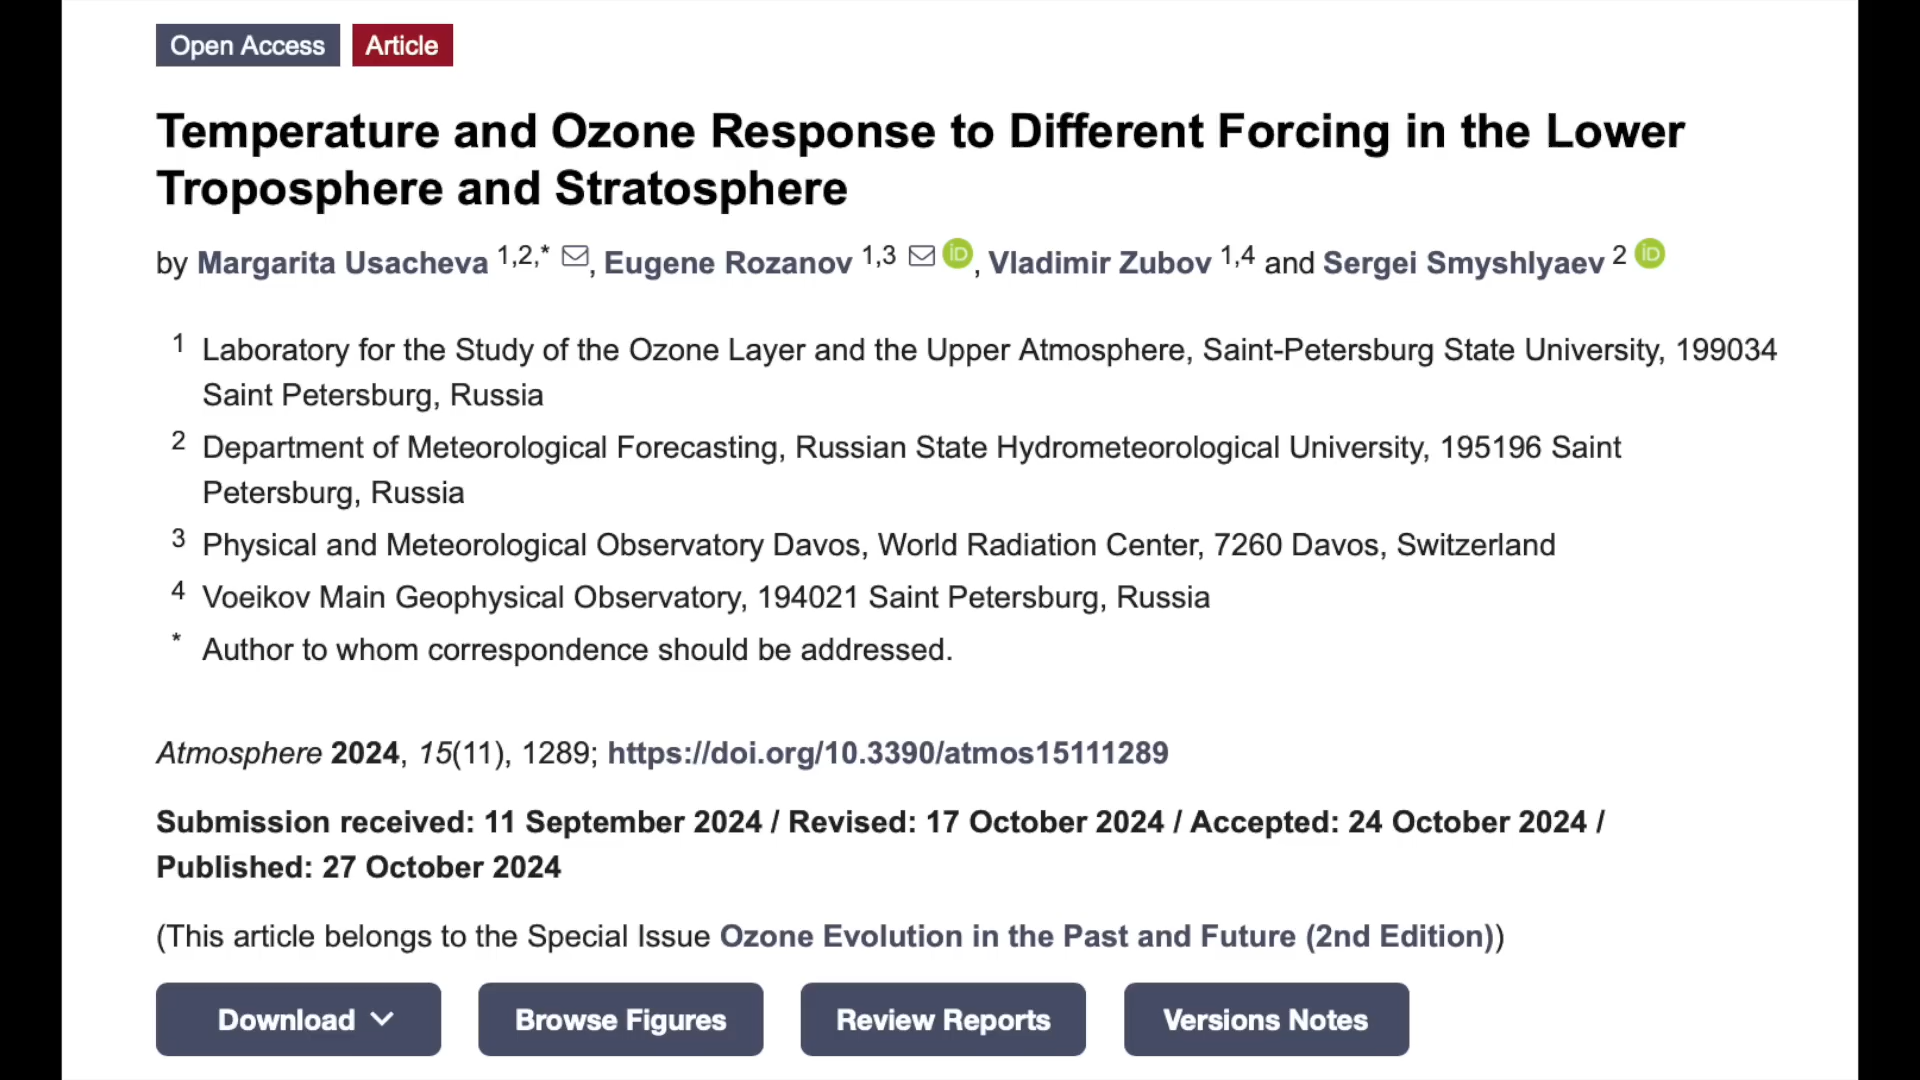 Open Access Article
Temperature and Ozone Response to Different Forcing in the Lower
Troposphere and Stratosphere
by Margarita Usacheva 1,2,* , Eugene Rozanov 1,3 iD , Vladimir Zubov 1,4 and Sergei Smyshlyaev 2 iD
1 Laboratory for the Study of the Ozone Layer and the Upper Atmosphere, Saint-Petersburg State University, 199034
Saint Petersburg, Russia
2 Department of Meteorological Forecasting, Russian State Hydrometeorological University, 195196 Saint
Petersburg, Russia
3 Physical and Meteorological Observatory Davos, World Radiation Center, 7260 Davos, Switzerland
4 Voeikov Main Geophysical Observatory, 194021 Saint Petersburg, Russia
* Author to whom correspondence should be addressed.
Atmosphere 2024, 15(11), 1289; https://doi.org/10.3390/atmos15111289
Submission received: 11 September 2024 / Revised: 17 October 2024 / Accepted: 24 October 2024 /
Published: 27 October 2024
(This article belongs to the Special Issue Ozone Evolution in the Past and Future (2nd Edition))
Download Browse Figures Review Reports Versions Notes